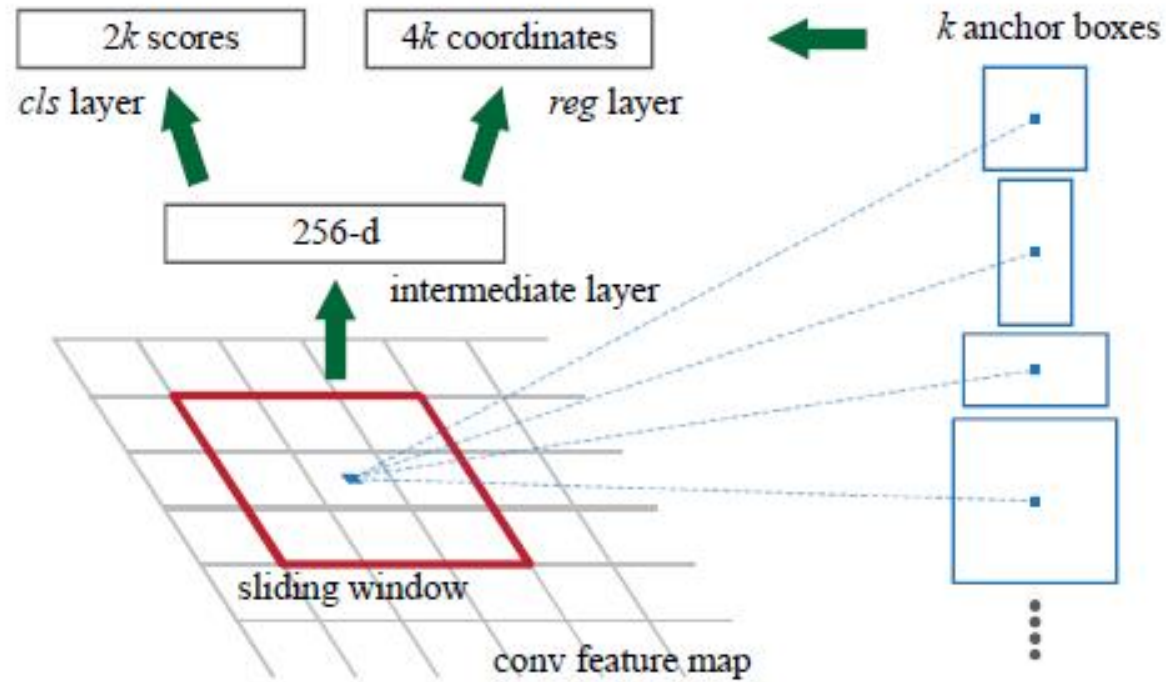 2k scores
4k coordinates
k anchor boxes
cls layer
reg layer
256-d
intermediate layer
sliding window
conv feature map